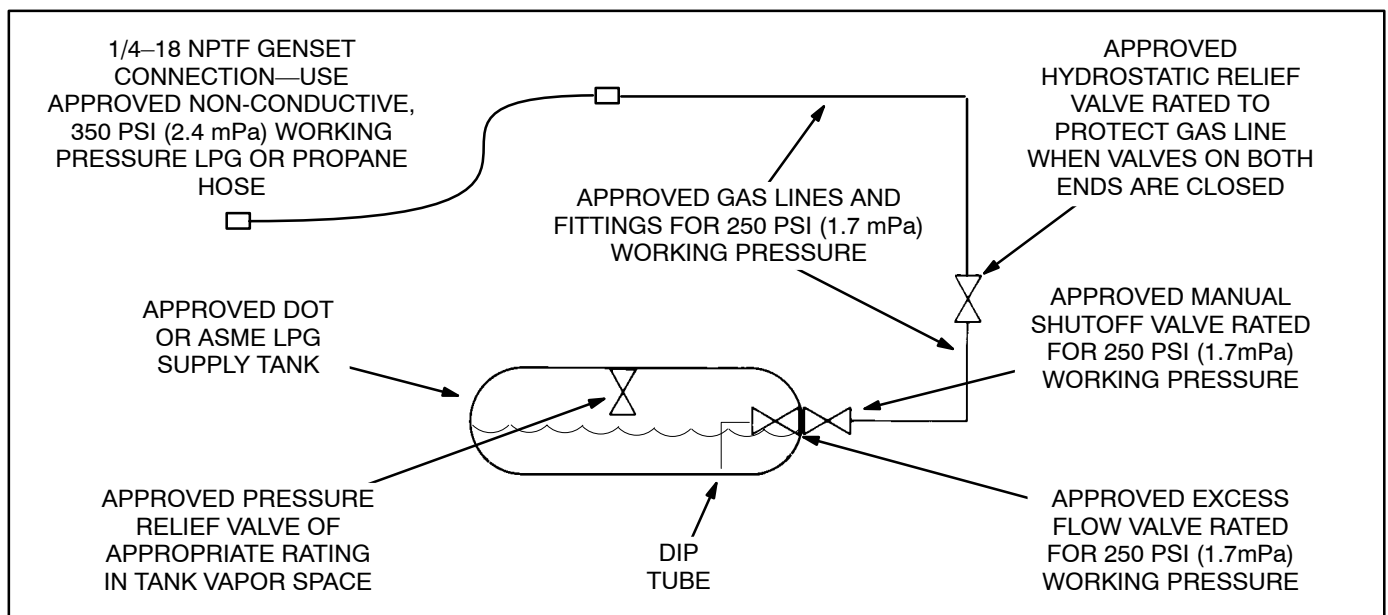 1/4–18 NPTF GENSET
CONNECTION—USE
APPROVED NON-CONDUCTIVE,
350 PSI (2.4 mPa) WORKING
PRESSURE LPG OR PROPANE
HOSE
APPROVED
HYDROSTATIC RELIEF
VALVE RATED TO
PROTECT GAS LINE
WHEN VALVES ON BOTH
ENDS ARE CLOSED
APPROVED GAS LINES AND
FITTINGS FOR 250 PSI (1.7 mPa)
WORKING PRESSURE
APPROVED DOT
OR ASME LPG
SUPPLY TANK
APPROVED MANUAL
SHUTOFF VALVE RATED
FOR 250 PSI (1.7mPa)
WORKING PRESSURE
APPROVED PRESSURE
RELIEF VALVE OF
APPROPRIATE RATING
IN TANK VAPOR SPACE
DIP
TUBE
APPROVED EXCESS
FLOW VALVE RATED
FOR 250 PSI (1.7mPa)
WORKING PRESSURE